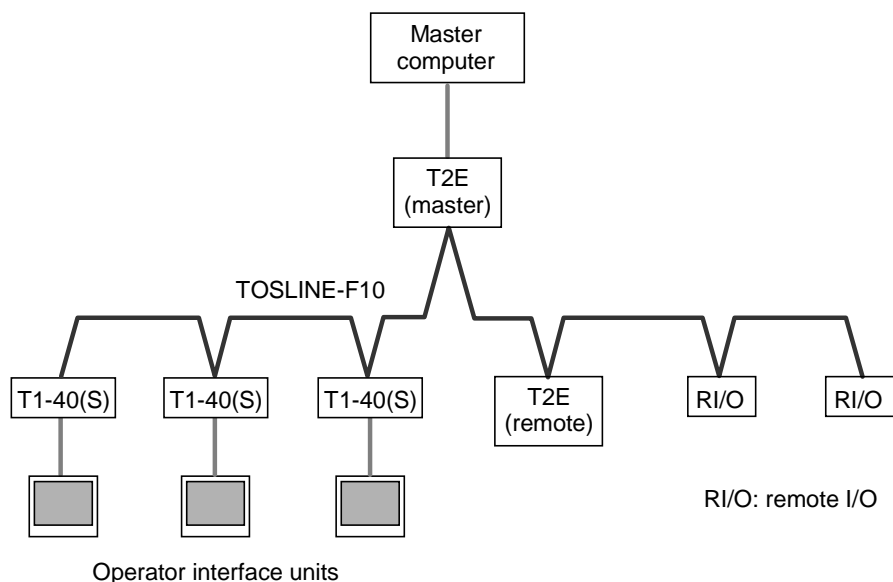 Master
computer
T2E
(master)
TOSLINE-F10
T1-40(S)
T1-40(S)
T1-40(S)
T2E
(remote)
RI/O
RI/O
RI/O: remote I/O
Operator interface units